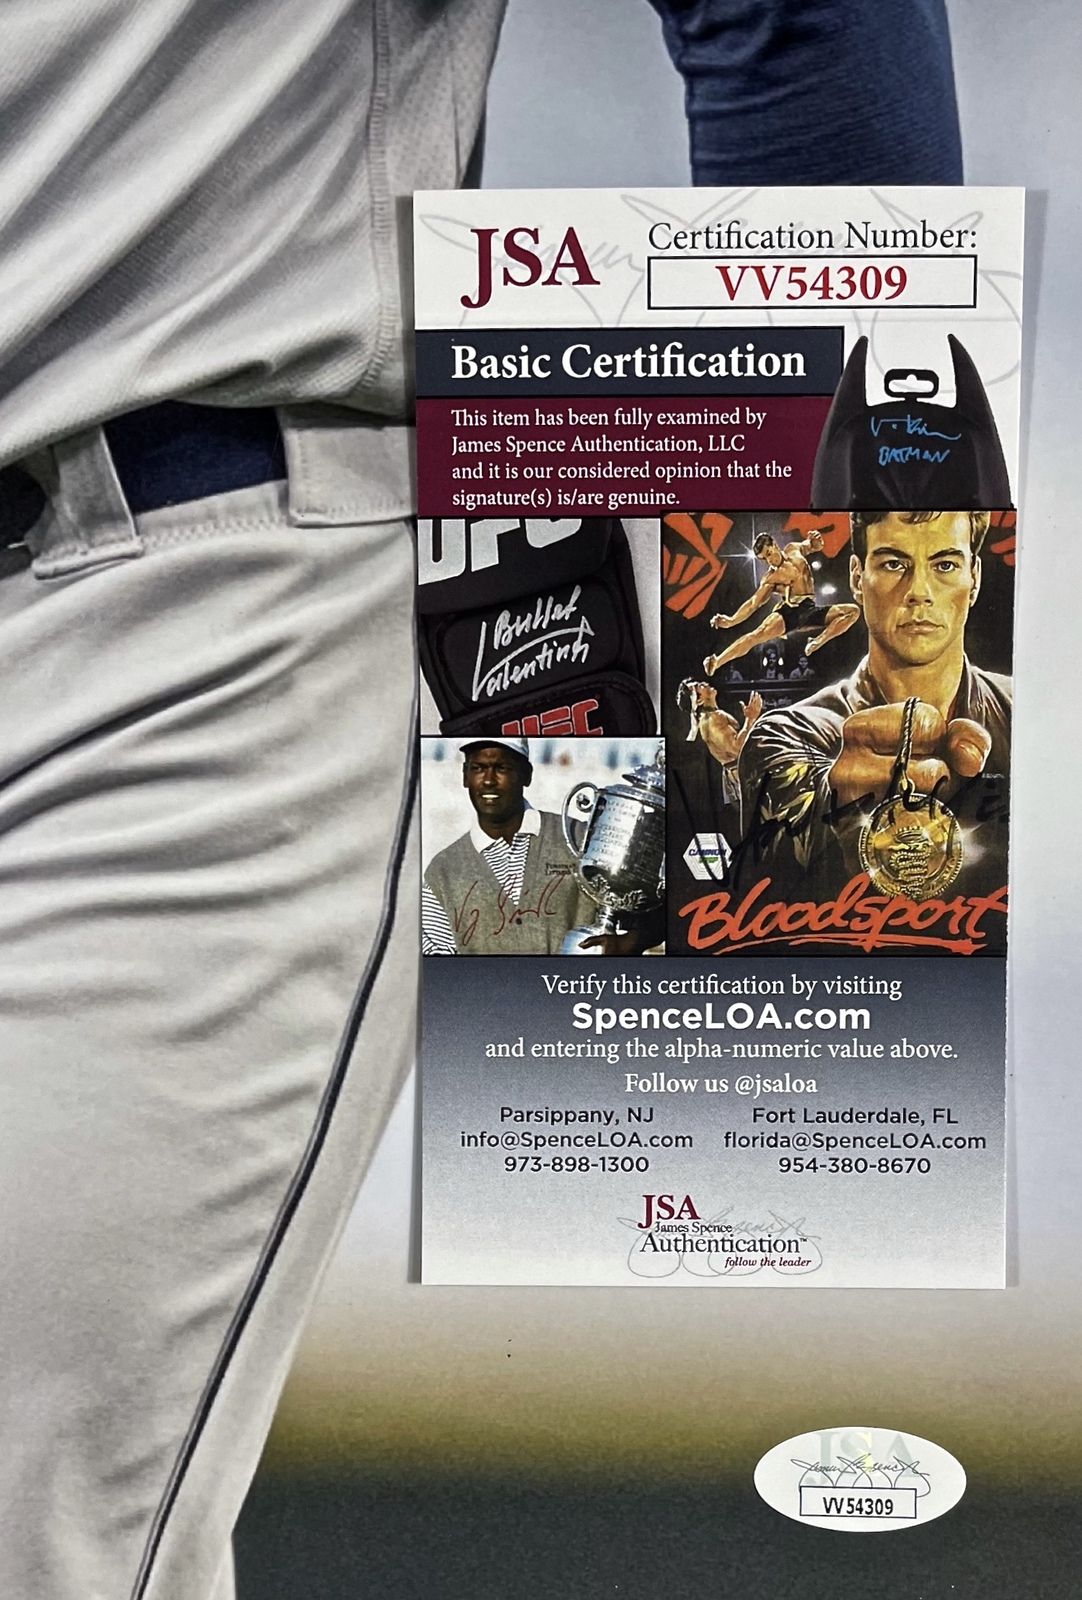 JSA
Certification Number:
VV54309
Basic Certification
This item has been fully examined by
James Spence Authentication, LLC
and it is our considered opinion that the
signature(s) is/are genuine.
V. Kilmer
BATMAN
UFC
Bullet
Valentina
UFC
CANNON
Bloodsport
Verify this certification by visiting
SpenceLOA.com
and entering the alpha-numeric value above.
Follow us @jsaloa
Parsippany, NJ
Fort Lauderdale, FL
info@SpenceLOA.com
florida@SpenceLOA.com
973-898-1300
954-380-8670
JSA
James Spence
Authentication™
follow the leader
JSA
VV54309